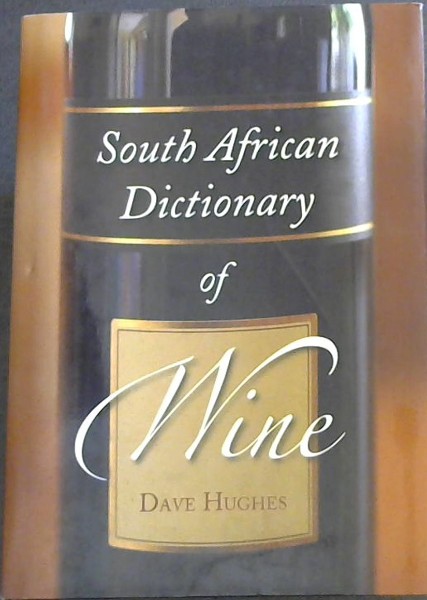 South African
Dictionary
of
Wine
DAVE HUGHES